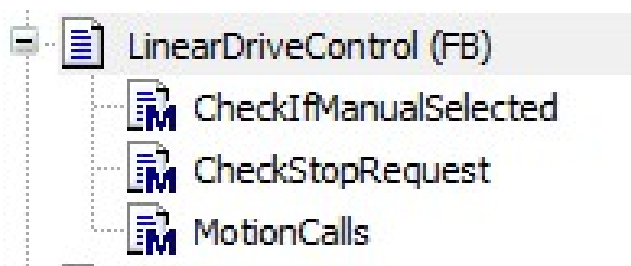 LinearDriveControl (FB)
CheckIfManualSelected
CheckStopRequest
MotionCalls